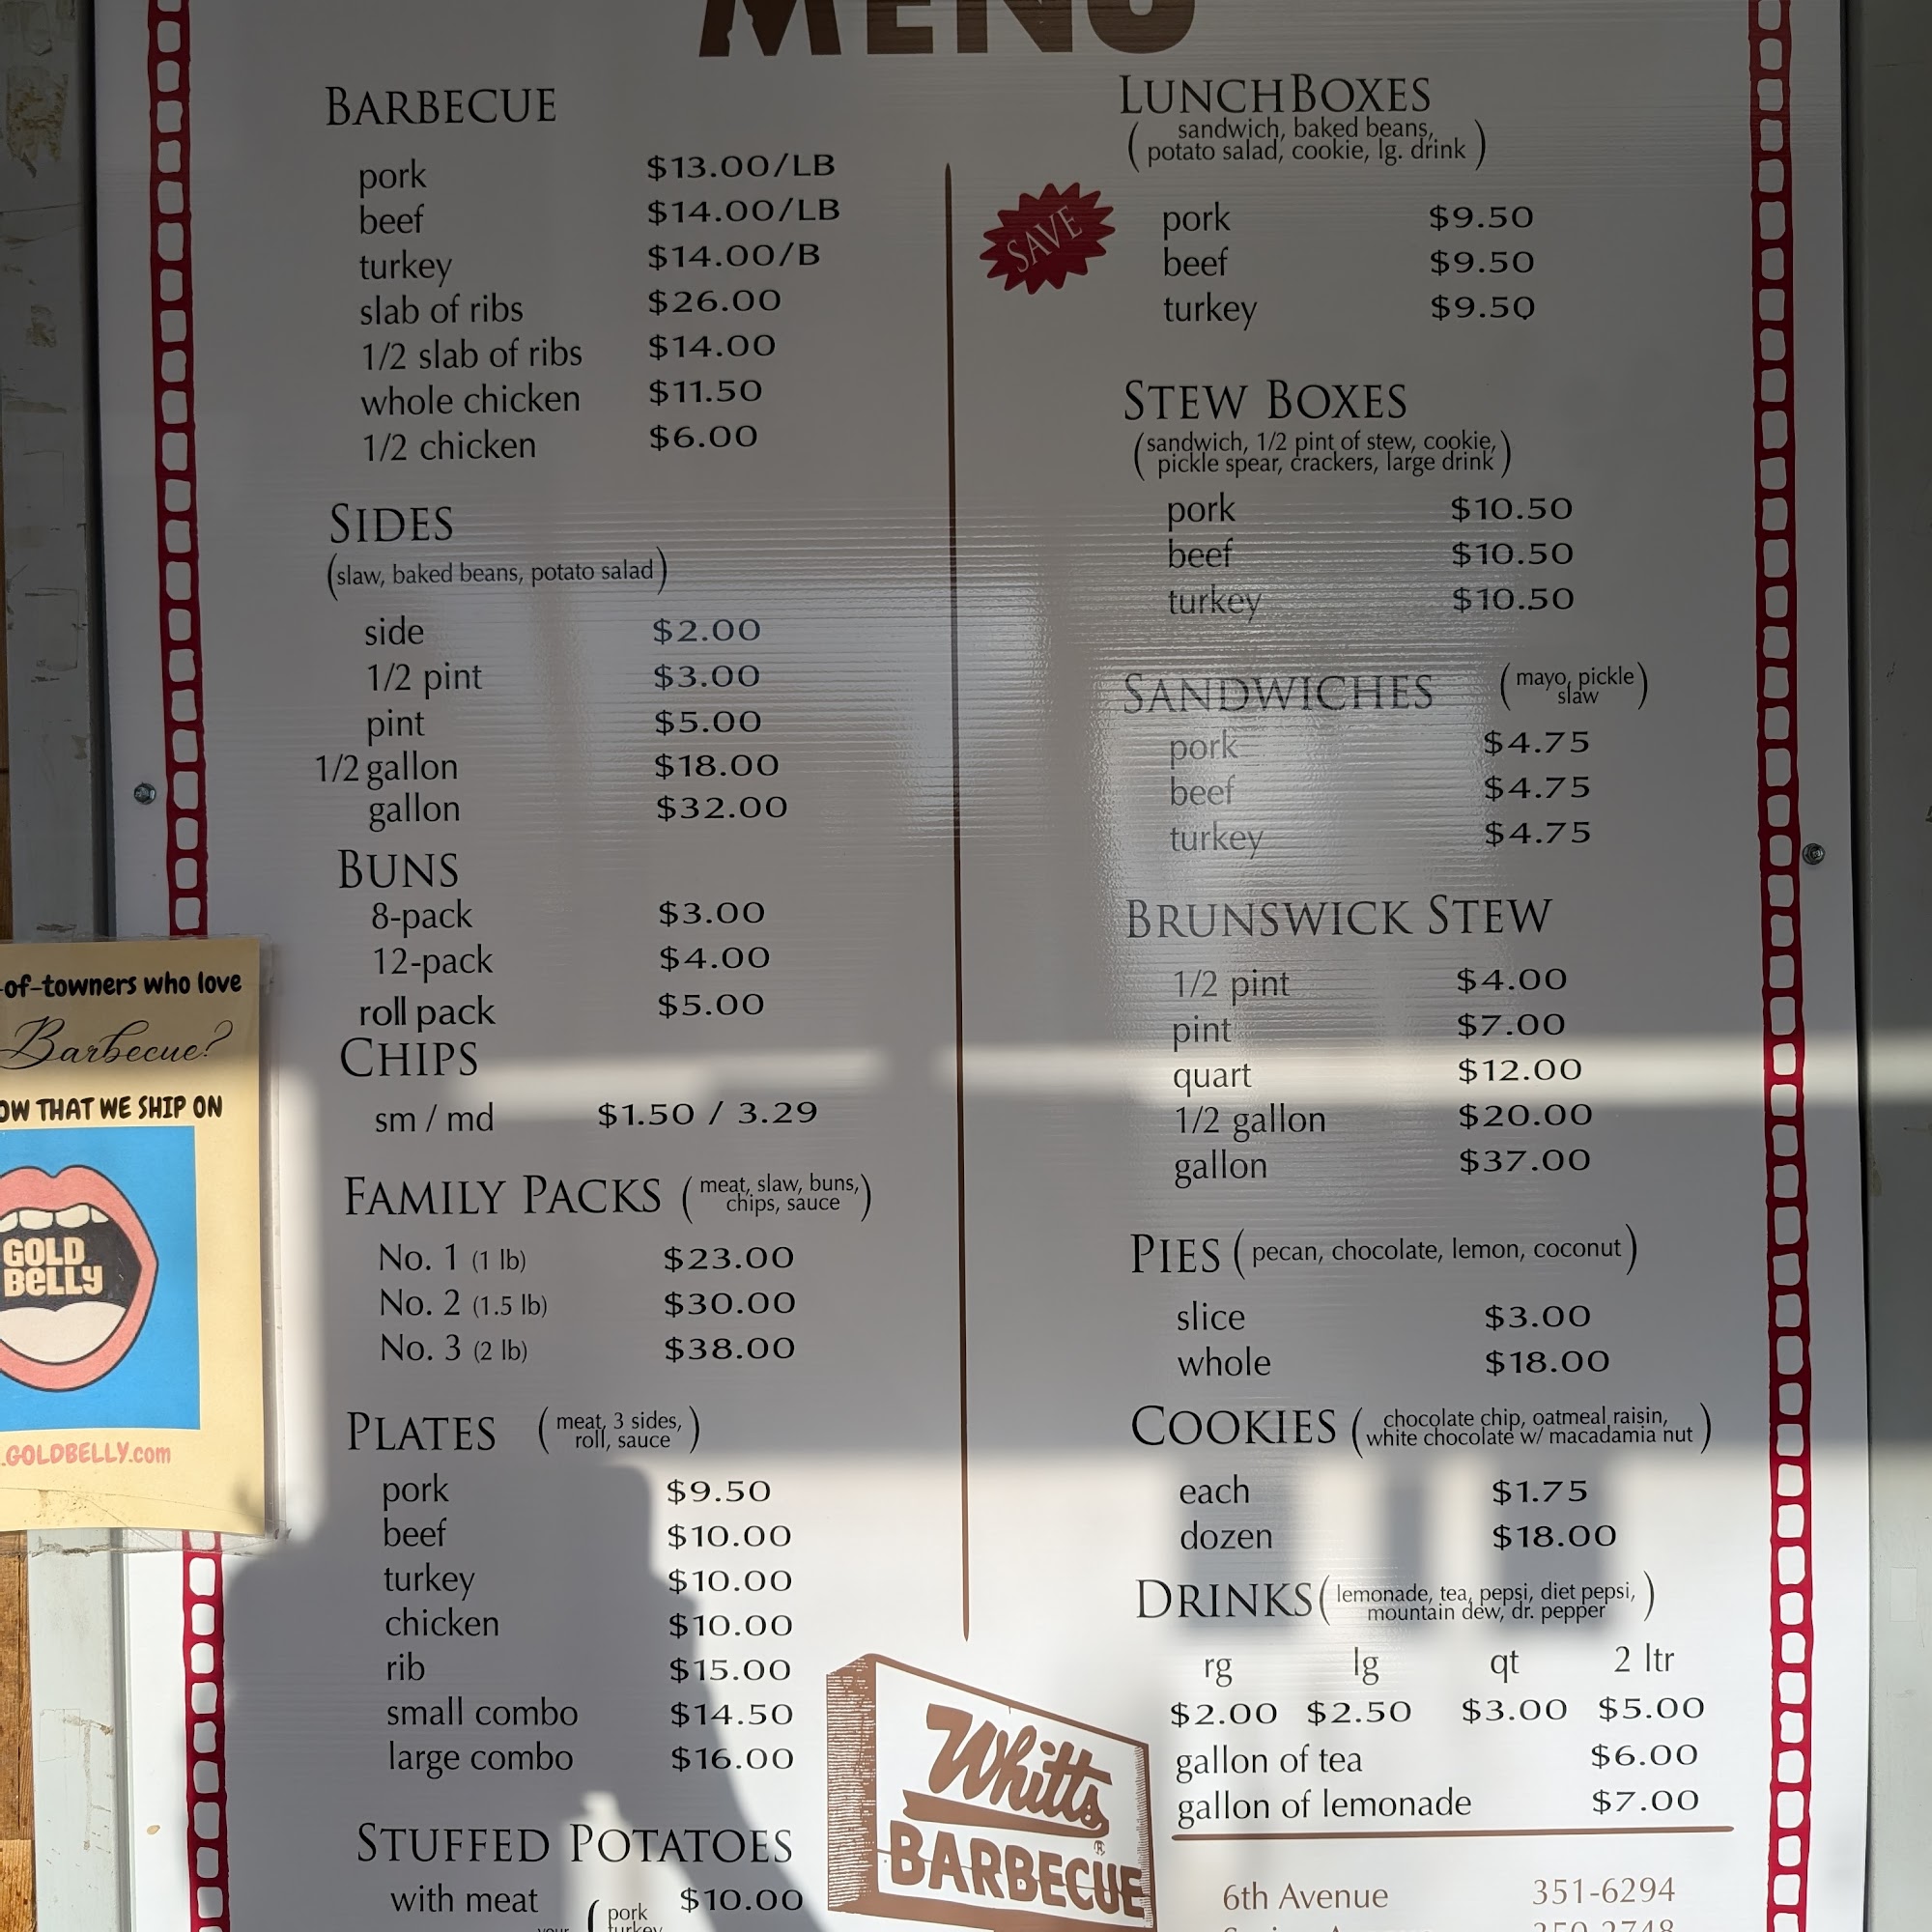 MENU
BARBECUE
pork $13.00/LB
beef $14.00/LB
turkey $14.00/B
slab of ribs $26.00
1/2 slab of ribs $14.00
whole chicken $11.50
1/2 chicken $6.00
SIDES
(slaw, baked beans, potato salad)
side $2.00
1/2 pint $3.00
pint $5.00
1/2 gallon $18.00
gallon $32.00
BUNS
8-pack $3.00
12-pack $4.00
roll pack $5.00
CHIPS
sm / md $1.50 / 3.29
FAMILY PACKS (meat, slaw, buns,
chips, sauce)
No. 1 (1 lb) $23.00
No. 2 (1.5 lb) $30.00
No. 3 (2 lb) $38.00
PLATES (meat, 3 sides,
roll, sauce)
pork $9.50
beef $10.00
turkey $10.00
chicken $10.00
rib $15.00
small combo $14.50
large combo $16.00
STUFFED POTATOES
with meat $10.00
(pork
turkey
LUNCHBOXES
(sandwich, baked beans,
potato salad, cookie, lg. drink)
SAVE
pork $9.50
beef $9.50
turkey $9.50
STEW BOXES
(sandwich, 1/2 pint of stew, cookie,
pickle spear, crackers, large drink)
pork $10.50
beef $10.50
turkey $10.50
SANDWICHES (mayo, pickle
slaw)
pork $4.75
beef $4.75
turkey $4.75
BRUNSWICK STEW
1/2 pint $4.00
pint $7.00
quart $12.00
1/2 gallon $20.00
gallon $37.00
PIES (pecan, chocolate, lemon, coconut)
slice $3.00
whole $18.00
COOKIES (chocolate chip, oatmeal raisin,
white chocolate w/ macadamia nut)
each $1.75
dozen $18.00
DRINKS (lemonade, tea, pepsi, diet pepsi,
mountain dew, dr. pepper)
rg lg qt 2 ltr
$2.00 $2.50 $3.00 $5.00
gallon of tea $6.00
gallon of lemonade $7.00
6th Avenue 351-6294
Whitts
BARBECUE®
-of-towners who love
Barbecue?
OW THAT WE SHIP ON
GOLD
BELLY
.GOLDBELLY.com